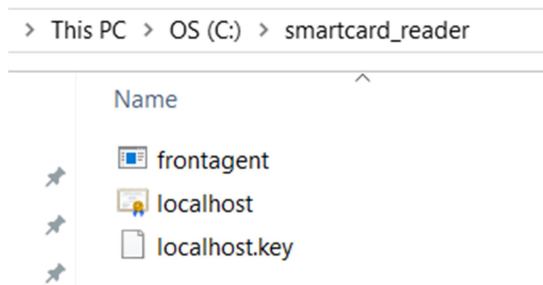 This PC > OS (C:) > smartcard_reader
Name
frontagent
localhost
localhost.key